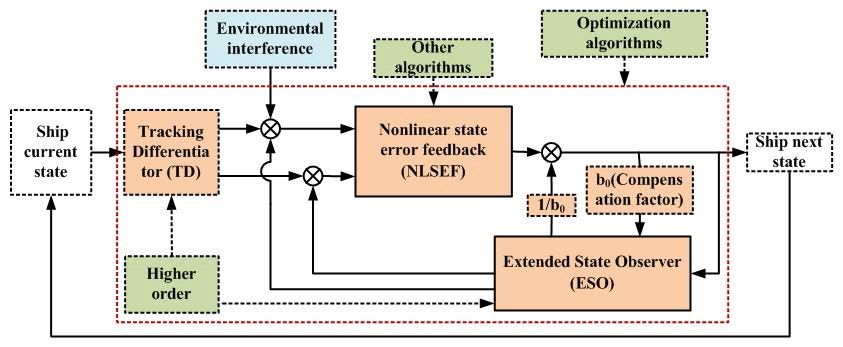 Environmental
interference
Optimization
algorithms
Other
algorithms
Ship
current
state
Tracking
Differentia
tor (TD)
Nonlinear state
error feedback
(NLSEF)
Ship next
state
b₀(Compens
ation factor)
1/b₀
Higher
order
Extended State Observer
(ESO)